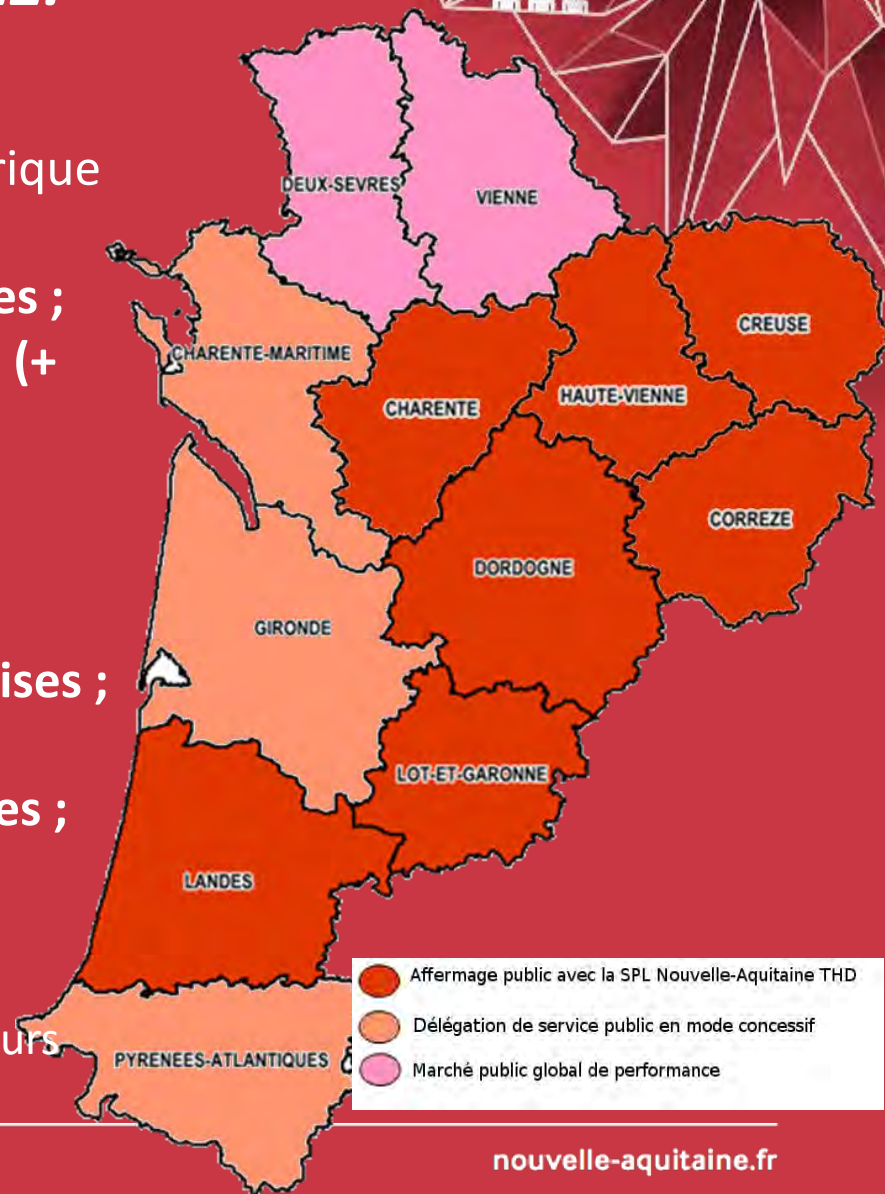 rique
DEUX-SEVRES
VIENNE
es ;
(+
CHARENTE-MARITIME
CREUSE
CHARENTE
HAUTE-VIENNE
CORREZE
DORDOGNE
GIRONDE
ises ;
LOT-ET-GARONNE
es ;
LANDES
Affermage public avec la SPL Nouvelle-Aquitaine THD
Délégation de service public en mode concessif
urs
PYRENEES-ATLANTIQUES
Marché public global de performance
nouvelle-aquitaine.fr